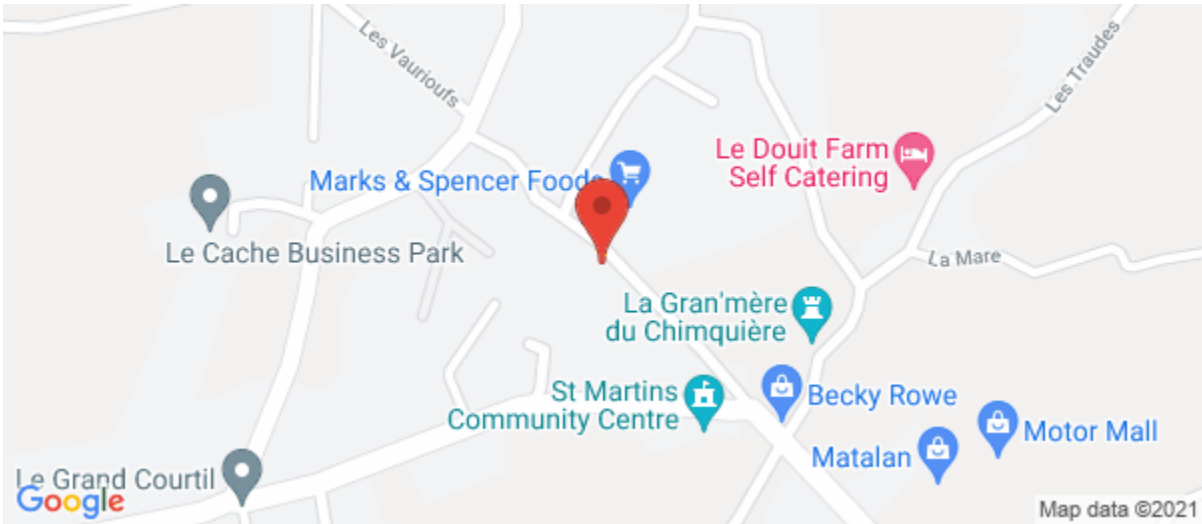 Les Vaurioufs
Les Traudes
Le Douit Farm
Self Catering
Marks & Spencer Foods
Le Cache Business Park
La Mare
La Gran'mère
du Chimquière
St Martins
Community Centre
Becky Rowe
Motor Mall
Matalan
Le Grand Courtil
Google
Map data ©2021